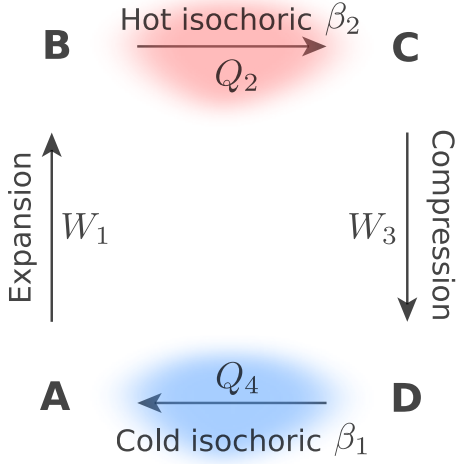 Hot isochoric β₂
B
C
Q₂
Expansion
W₁
W₃
Compression
Q₄
A
D
Cold isochoric β₁